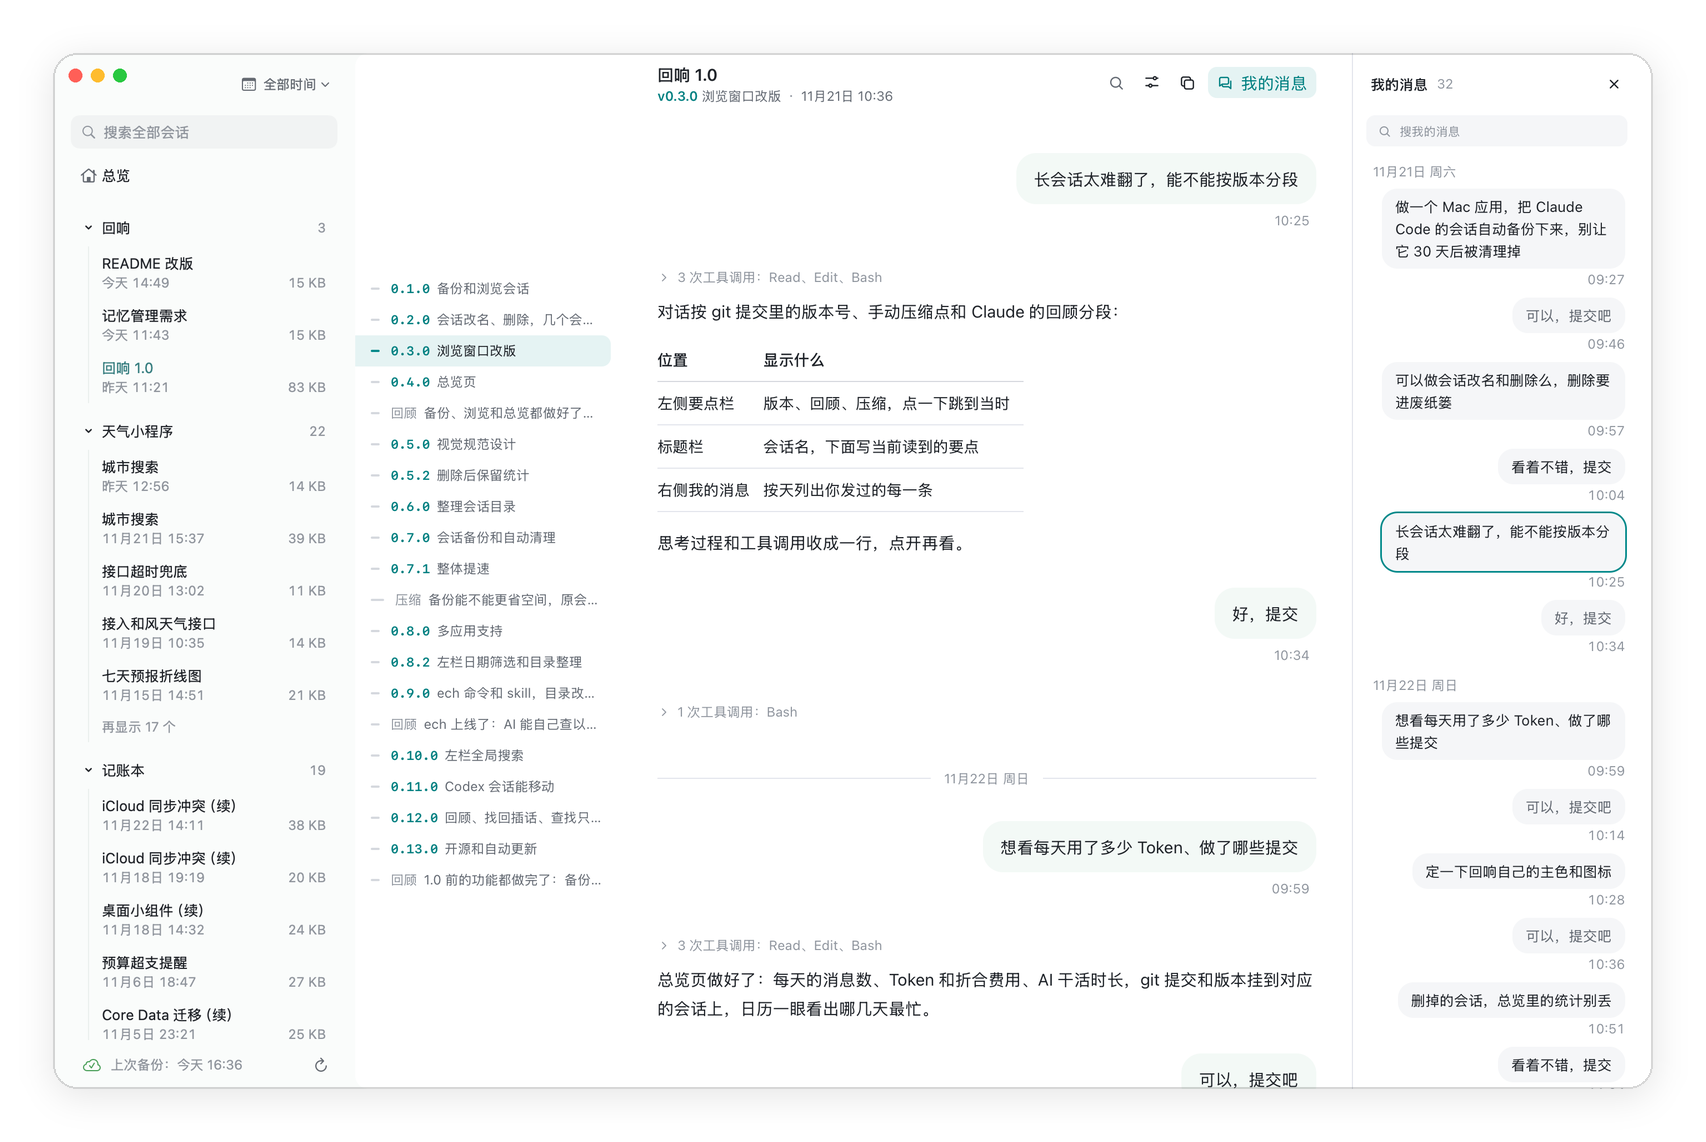 全部时间
搜索全部会话
总览
回响 3
README 改版
今天 14:49 15 KB
记忆管理需求
今天 11:43 15 KB
回响 1.0
昨天 11:21 83 KB
天气小程序 22
城市搜索
昨天 12:56 14 KB
城市搜索
11月21日 15:37 39 KB
接口超时兜底
11月20日 13:02 11 KB
接入和风天气接口
11月19日 10:35 14 KB
七天预报折线图
11月15日 14:51 21 KB
再显示 17 个
记账本 19
iCloud 同步冲突 (续)
11月22日 14:11 38 KB
iCloud 同步冲突 (续)
11月18日 19:19 20 KB
桌面小组件 (续)
11月18日 14:32 24 KB
预算超支提醒
11月6日 18:47 27 KB
Core Data 迁移 (续)
11月5日 23:21 25 KB
上次备份：今天 16:36
0.1.0 备份和浏览会话
0.2.0 会话改名、删除，几个会...
0.3.0 浏览窗口改版
0.4.0 总览页
回顾 备份、浏览和总览都做好了...
0.5.0 视觉规范设计
0.5.2 删除后保留统计
0.6.0 整理会话目录
0.7.0 会话备份和自动清理
0.7.1 整体提速
压缩 备份能不能更省空间，原会...
0.8.0 多应用支持
0.8.2 左栏日期筛选和目录整理
0.9.0 ech 命令和 skill，目录改...
回顾 ech 上线了：AI 能自己查以...
0.10.0 左栏全局搜索
0.11.0 Codex 会话能移动
0.12.0 回顾、找回插话、查找只...
0.13.0 开源和自动更新
回顾 1.0 前的功能都做完了：备份...
回响 1.0
v0.3.0 浏览窗口改版 · 11月21日 10:36
我的消息
长会话太难翻了，能不能按版本分段
10:25
3 次工具调用：Read、Edit、Bash
对话按 git 提交里的版本号、手动压缩点和 Claude 的回顾分段：
位置 显示什么
左侧要点栏 版本、回顾、压缩，点一下跳到当时
标题栏 会话名，下面写当前读到的要点
右侧我的消息 按天列出你发过的每一条
思考过程和工具调用收成一行，点开再看。
好，提交
10:34
1 次工具调用：Bash
11月22日 周日
想看每天用了多少 Token、做了哪些提交
09:59
3 次工具调用：Read、Edit、Bash
总览页做好了：每天的消息数、Token 和折合费用、AI 干活时长，git 提交和版本挂到对应
的会话上，日历一眼看出哪几天最忙。
可以，提交吧
我的消息 32
搜我的消息
11月21日 周六
做一个 Mac 应用，把 Claude
Code 的会话自动备份下来，别让
它 30 天后被清理掉
09:27
可以，提交吧
09:46
可以做会话改名和删除么，删除要
进废纸篓
09:57
看着不错，提交
10:04
长会话太难翻了，能不能按版本分
段
10:25
好，提交
10:34
11月22日 周日
想看每天用了多少 Token、做了哪
些提交
09:59
可以，提交吧
10:14
定一下回响自己的主色和图标
10:28
可以，提交吧
10:36
删掉的会话，总览里的统计别丢
10:51
看着不错，提交